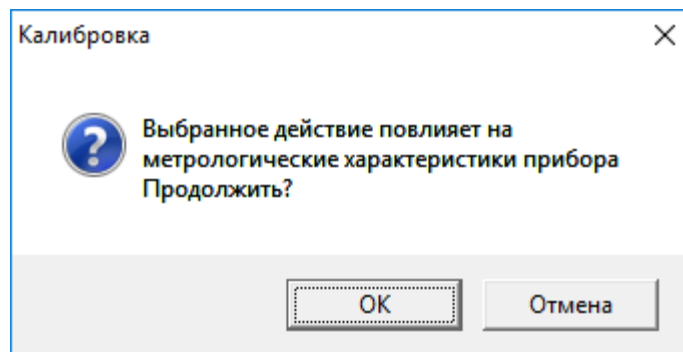 Калибровка
Выбранное действие повлияет на
метрологические характеристики прибора
Продолжить?
OK
Отмена